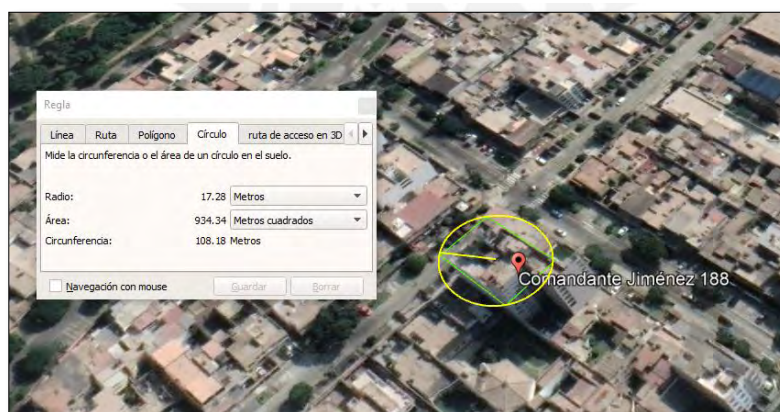 Regla
Línea Ruta Polígono Círculo ruta de acceso en 3D
Mide la circunferencia o el área de un círculo en el suelo.
Radio: 17.28 Metros
Área: 934.34 Metros cuadrados
Circunferencia: 108.18 Metros
Navegación con mouse Guardar Borrar
Comandante Jiménez 188